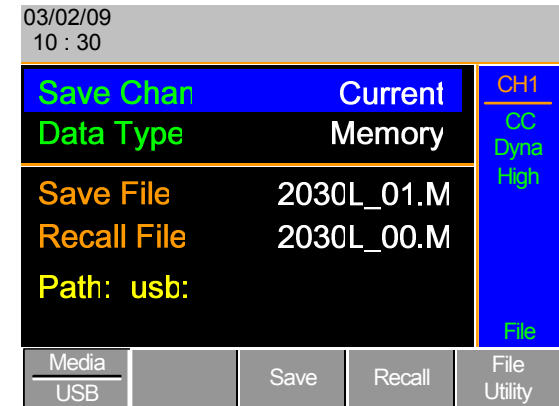 03/02/09
10 : 30
Save Chan Current
Data Type Memory
Save File 2030L_01.M
Recall File 2030L_00.M
Path: usb:
CH1
CC
Dyna
High
File
Media
USB
Save
Recall
File
Utility